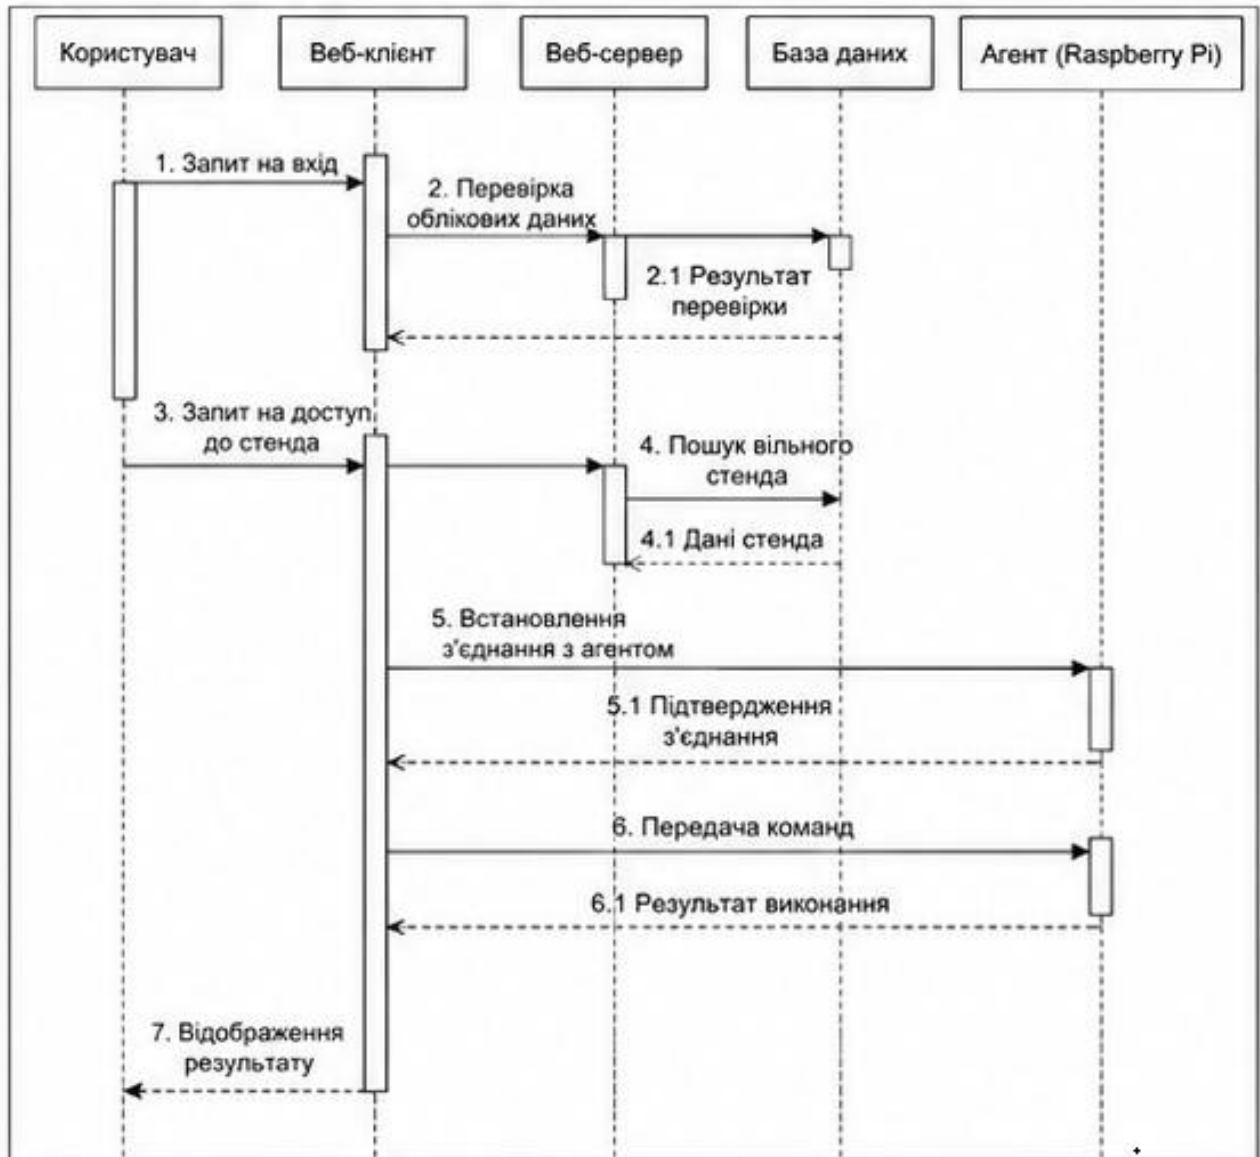 Користувач
Веб-клієнт
Веб-сервер
База даних
Агент (Raspberry Pi)
1. Запит на вхід
2. Перевірка
облікових даних
2.1 Результат
перевірки
3. Запит на доступ
до стенда
4. Пошук вільного
стенда
4.1 Дані стенда
5. Встановлення
з'єднання з агентом
5.1 Підтвердження
з'єднання
6. Передача команд
6.1 Результат виконання
7. Відображення
результату